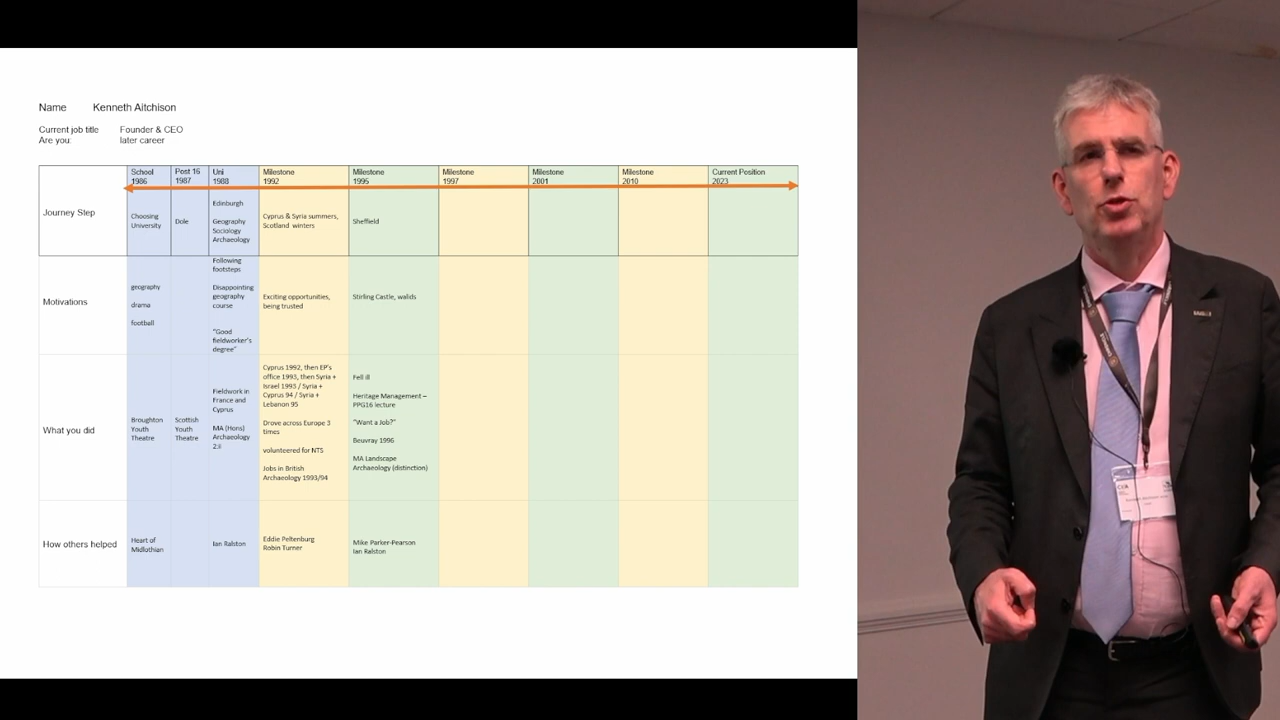 Name Kenneth Aitchison
Current job title Founder & CEO
Are you: later career
School
1986
Post 16
1987
Uni
1988
Milestone
1992
Milestone
1995
Milestone
1997
Milestone
2001
Milestone
2010
Current Position
2023
Journey Step
Choosing
University
Dole
Edinburgh
Geography
Sociology
Archaeology
Cyprus & Syria summers,
Scotland winters
Sheffield
Motivations
geography
drama
football
Following
footsteps
Disappointing
geography
course
"Good
fieldworker's
degree"
Exciting opportunities,
being trusted
Stirling Castle, walids
What you did
Broughton
Youth
Theatre
Scottish
Youth
Theatre
Fieldwork in
France and
Cyprus
MA (Hons)
Archaeology
2:ii
Cyprus 1992, then EP's
office 1993, then Syria +
Israel 1993 / Syria +
Cyprus 94 / Syria +
Lebanon 95
Drove across Europe 3
times
volunteered for NTS
Jobs in British
Archaeology 1993/94
Fell ill
Heritage Management –
PPG16 lecture
"Want a Job?"
Beuvray 1996
MA Landscape
Archaeology (distinction)
How others helped
Heart of
Midlothian
Ian Ralston
Eddie Peltenburg
Robin Turner
Mike Parker-Pearson
Ian Ralston